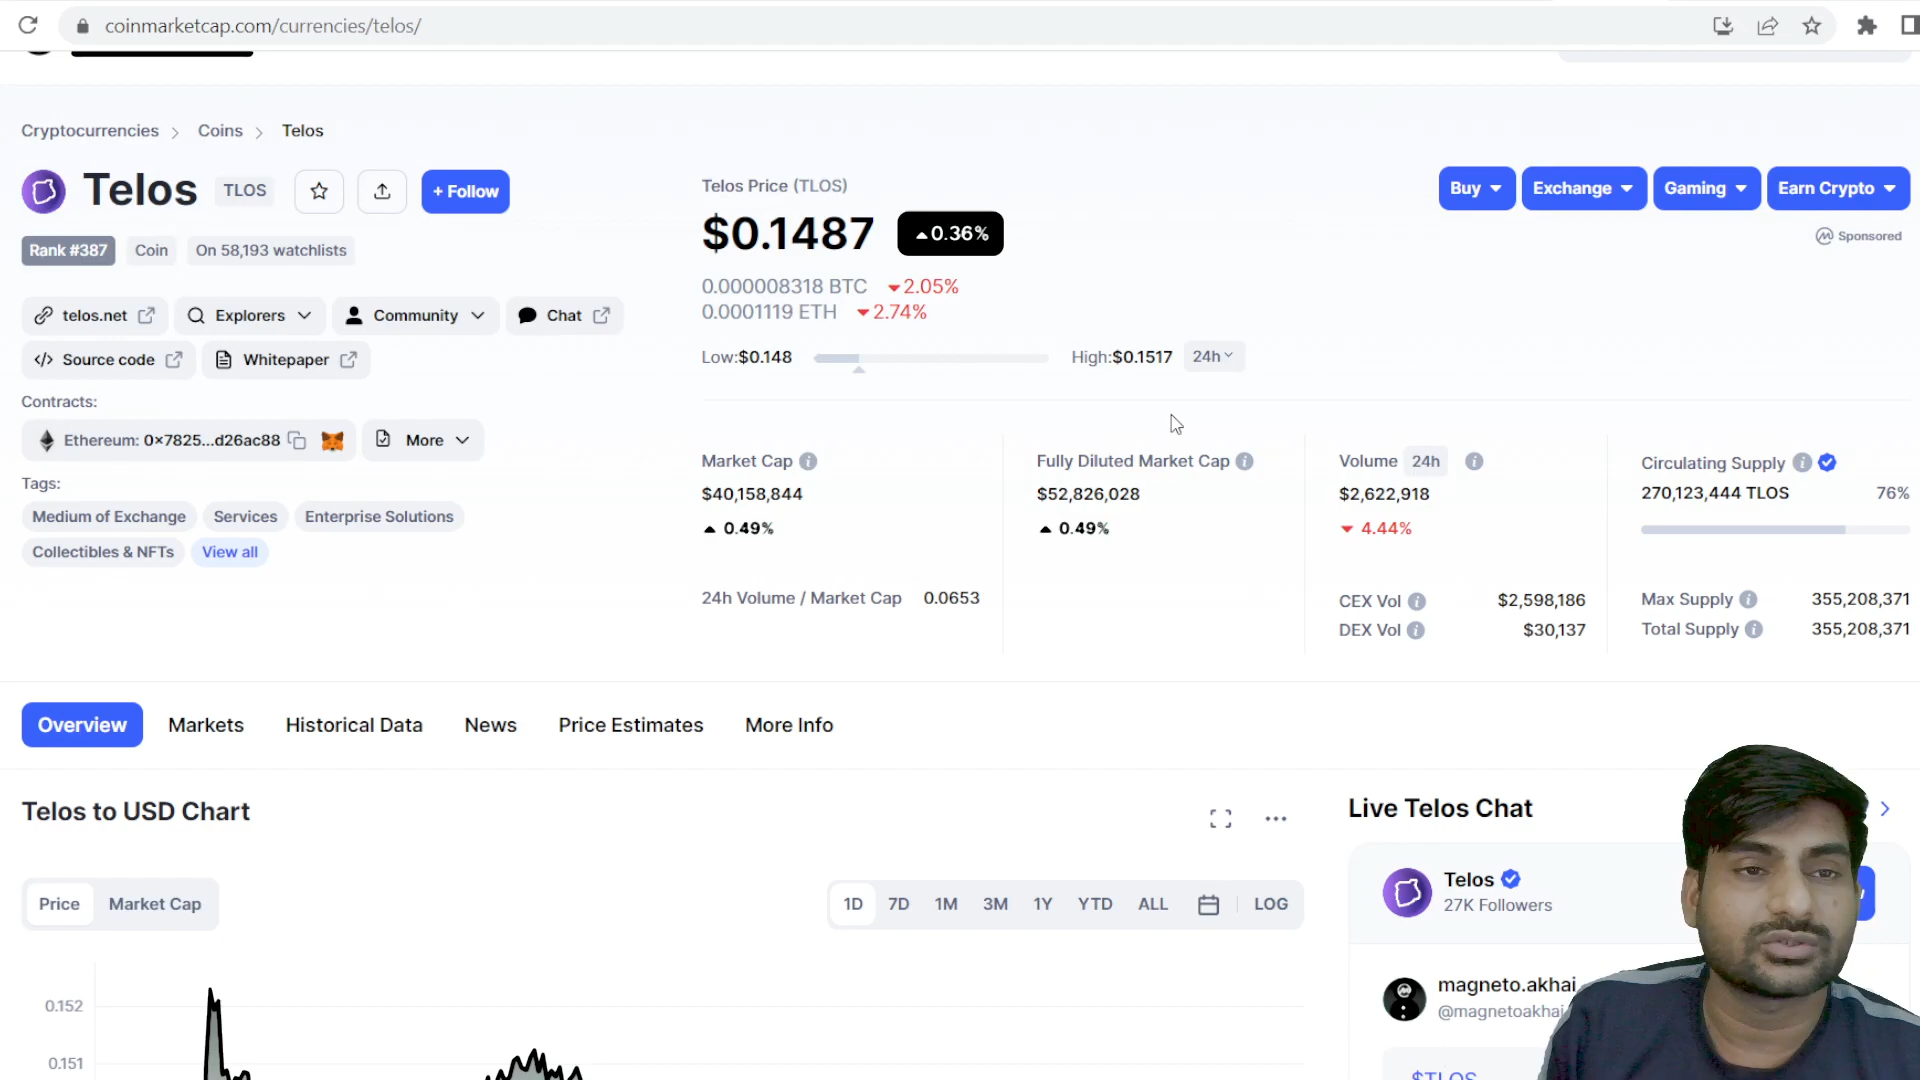 coinmarketcap.com/currencies/telos/
Cryptocurrencies > Coins > Telos
Telos TLOS + Follow
Rank #387 Coin On 58,193 watchlists
telos.net Explorers Community Chat
</> Source code Whitepaper
Contracts:
Ethereum: 0×7825...d26ac88 More
Tags:
Medium of Exchange Services Enterprise Solutions
Collectibles & NFTs View all
Telos Price (TLOS)
$0.1487 0.36%
0.000008318 BTC 2.05%
0.0001119 ETH 2.74%
Low:$0.148 High:$0.1517 24h
Buy Exchange Gaming Earn Crypto
Sponsored
Market Cap
$40,158,844
0.49%
24h Volume / Market Cap 0.0653
Fully Diluted Market Cap
$52,826,028
0.49%
Volume 24h
$2,622,918
4.44%
CEX Vol $2,598,186
DEX Vol $30,137
Circulating Supply
270,123,444 TLOS 76%
Max Supply 355,208,371
Total Supply 355,208,371
Overview Markets Historical Data News Price Estimates More Info
Telos to USD Chart
Price Market Cap
1D 7D 1M 3M 1Y YTD ALL LOG
0.152
0.151
Live Telos Chat
Telos
27K Followers
magneto.akhai
@magnetoakhai
$TLOS